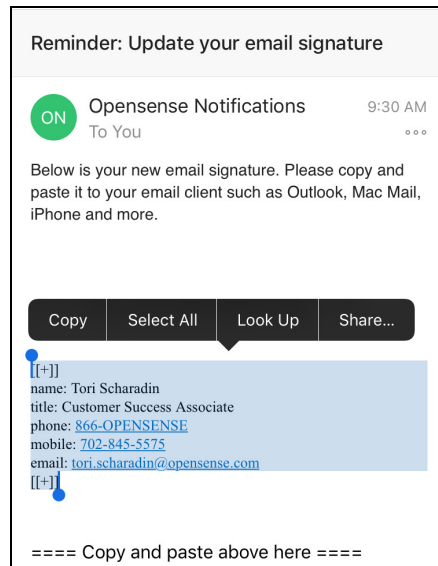 Reminder: Update your email signature
ON
Opensense Notifications
9:30 AM
To You
Below is your new email signature. Please copy and
paste it to your email client such as Outlook, Mac Mail,
iPhone and more.
Copy Select All Look Up Share...
[[+]]
name: Tori Scharadin
title: Customer Success Associate
phone: 866-OPENSENSE
mobile: 702-845-5575
email: tori.scharadin@opensense.com
[[+]]
==== Copy and paste above here ====